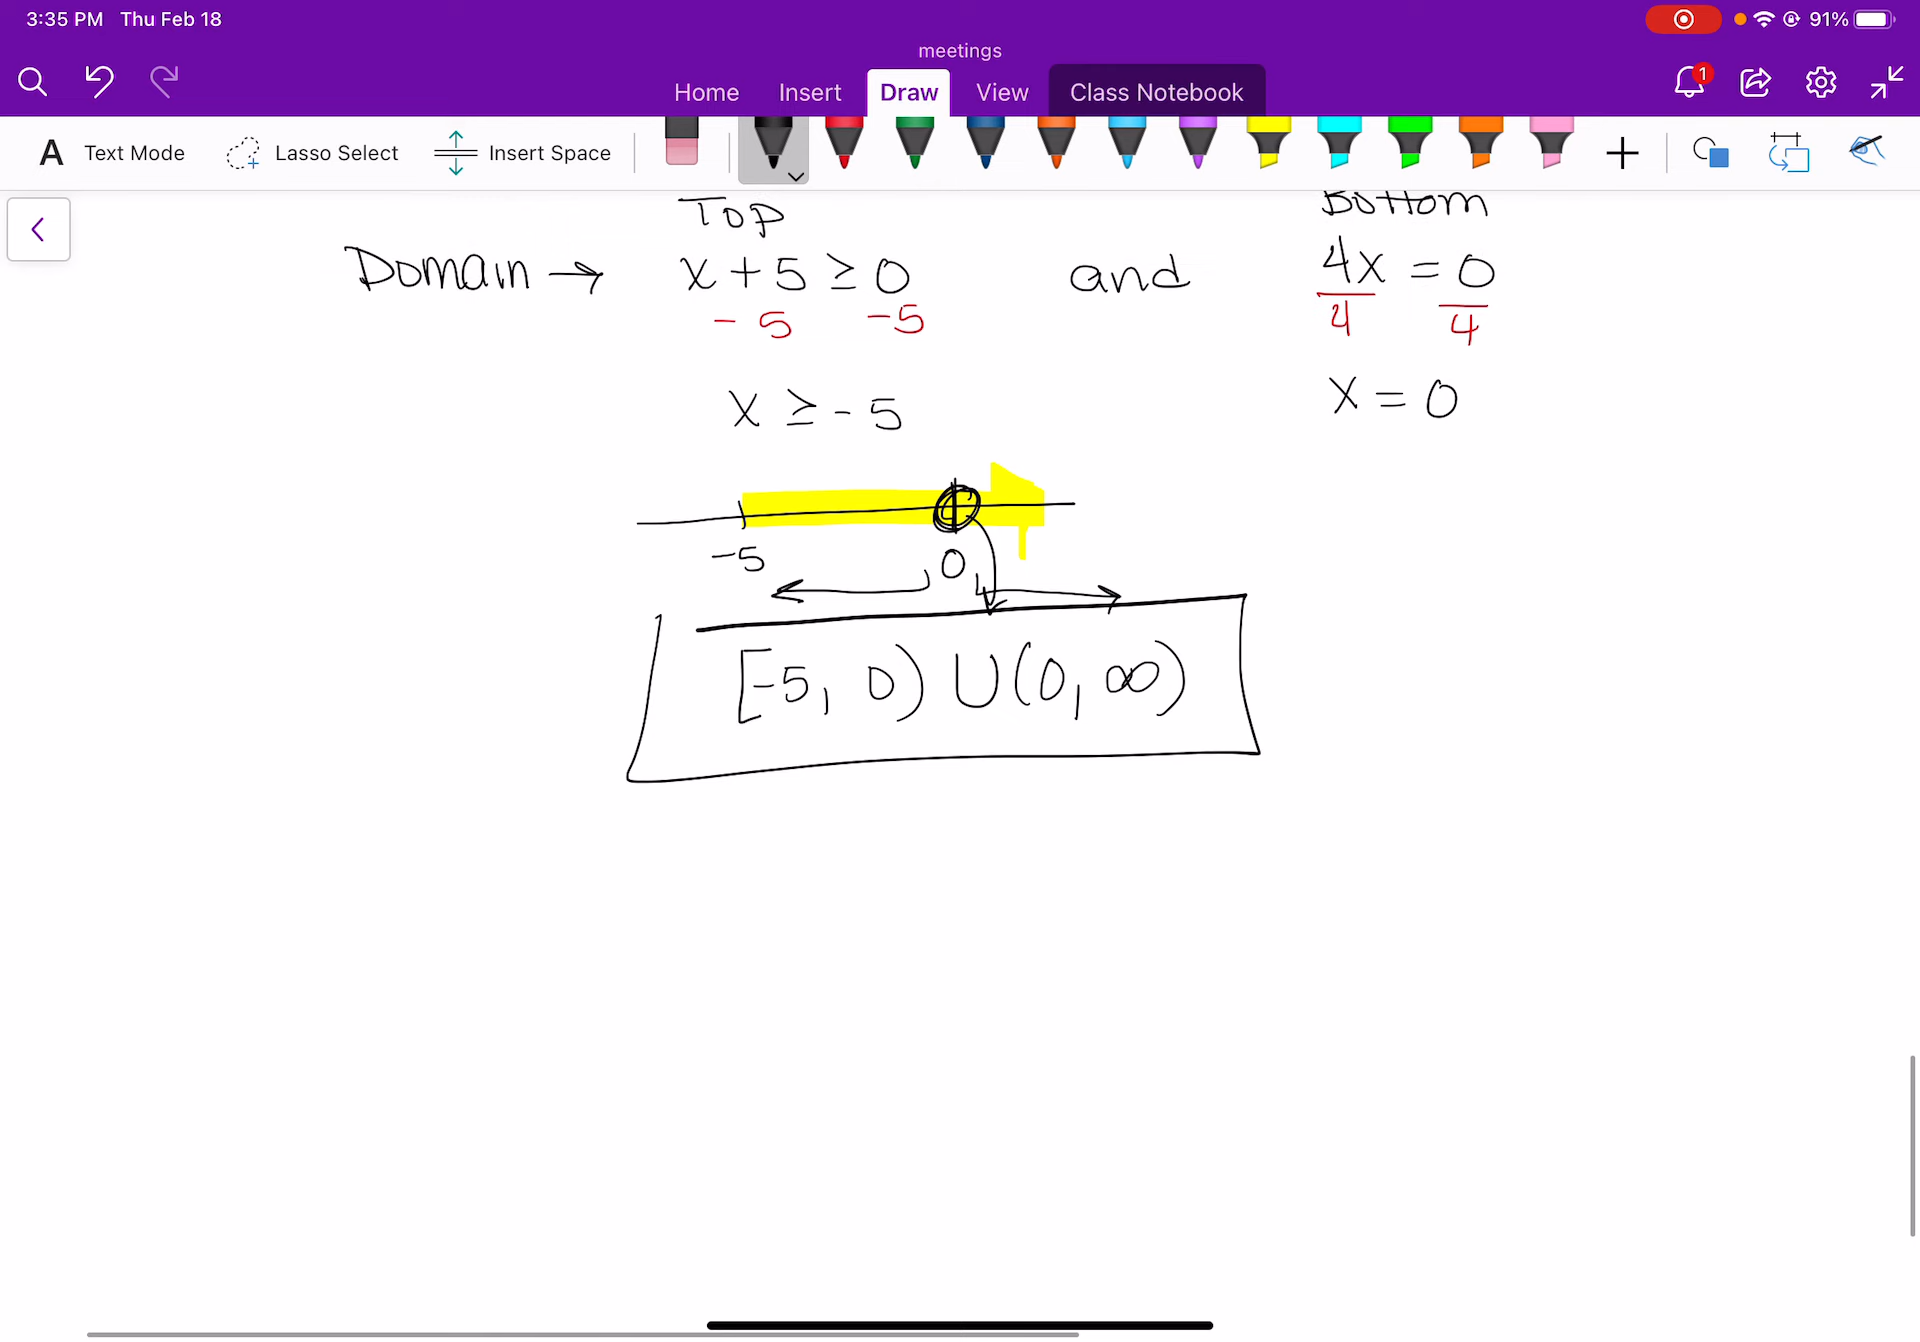 3:35 PM Thu Feb 18 91%
meetings
Home Insert Draw View Class Notebook 1
A Text Mode Lasso Select Insert Space
Top Bottom
Domain → x + 5 ≥ 0 and 4x = 0
- 5 -5 4 4
x ≥ - 5 x = 0
-5 0
[-5, 0) U (0, ∞)